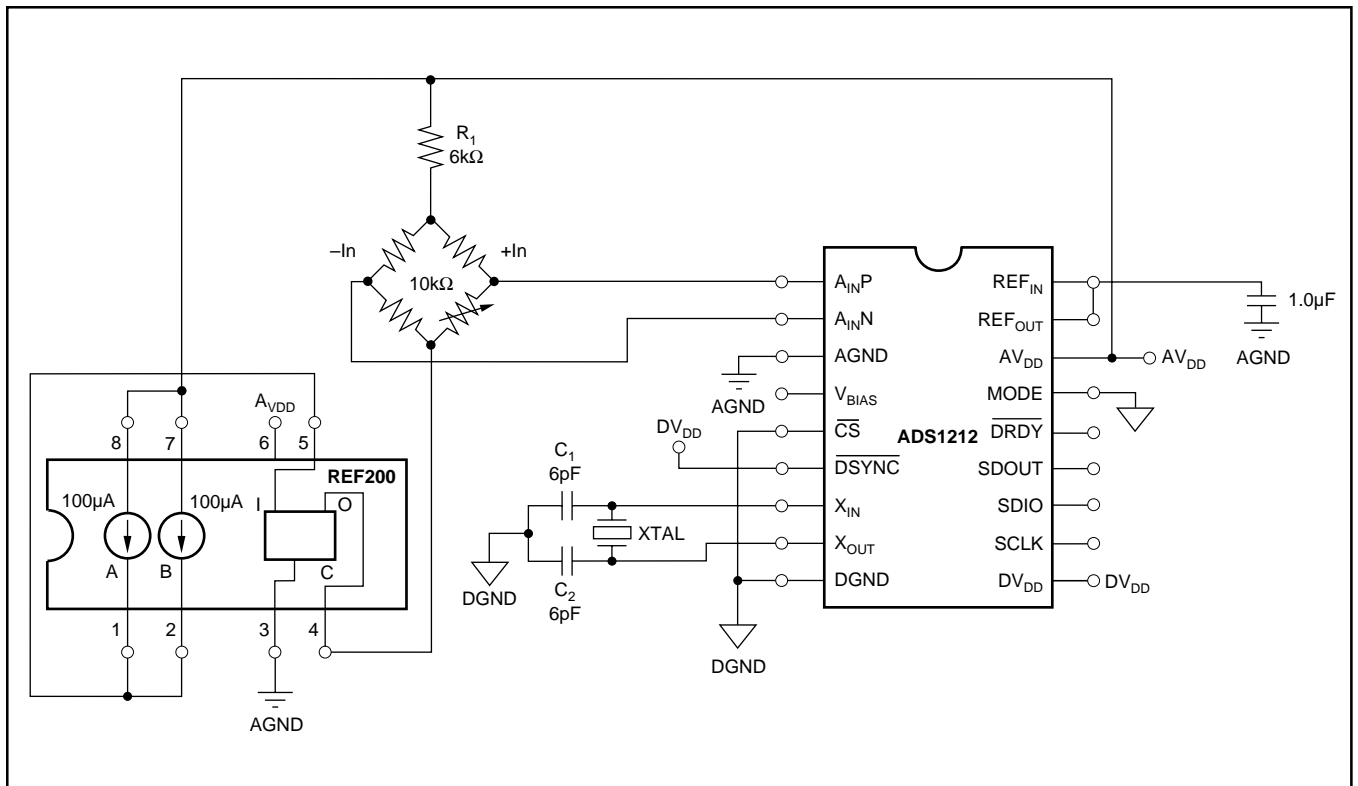 R1
6kΩ
–In
+In
10kΩ
AINP
AINN
AGND
AGND
VBIAS
CS
DVDD
DSYNC
XIN
XOUT
DGND
DGND
ADS1212
REFIN
REFOUT
AVDD
AVDD
MODE
DRDY
SDOUT
SDIO
SCLK
DVDD
DVDD
1.0µF
AGND
C1
6pF
XTAL
C2
6pF
DGND
AVDD
8
7
6
5
REF200
100µA
100µA
I
O
A
B
C
1
2
3
4
AGND